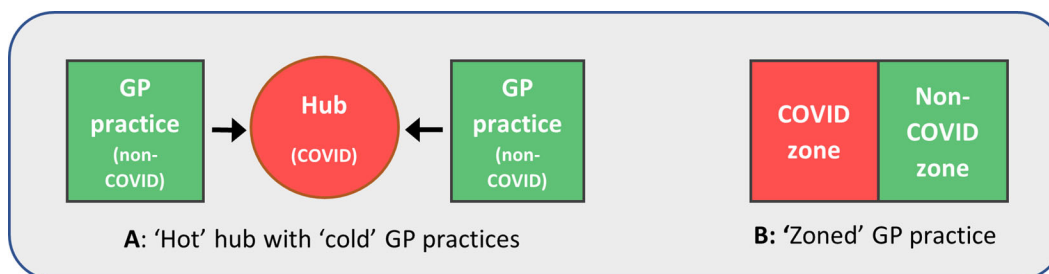 GP
practice
(non-
COVID)
Hub
(COVID)
GP
practice
(non-
COVID)
A: ‘Hot’ hub with ‘cold’ GP practices
COVID
zone
Non-
COVID
zone
B: ‘Zoned’ GP practice